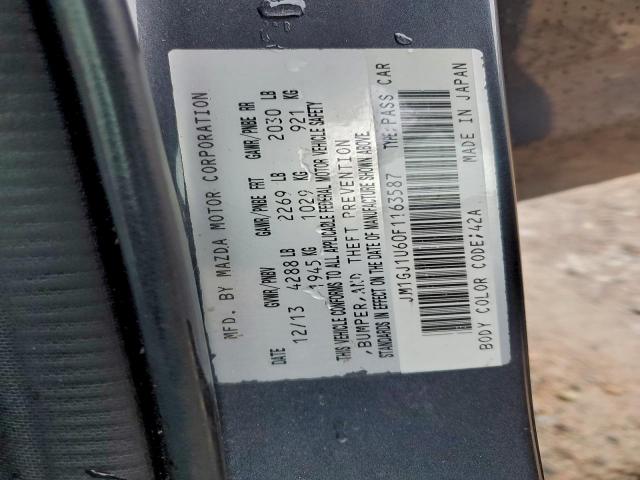 MFD. BY MAZDA MOTOR CORPORATION
DATE GVWR/PNBV GAWR/PNBE FRT GAWR/PNBE RR
12/13 4288 LB 2269 LB 2030 LB
1945 KG 1029 KG 921 KG
THIS VEHICLE CONFORMS TO ALL APPLICABLE FEDERAL MOTOR VEHICLE SAFETY
, BUMPER, AND THEFT PREVENTION
STANDARDS IN EFFECT ON THE DATE OF MANUFACTURE SHOWN ABOVE.
JM1GJ1U60F1163587 TYPE: PASS CAR
BODY COLOR CODE:42A MADE IN JAPAN